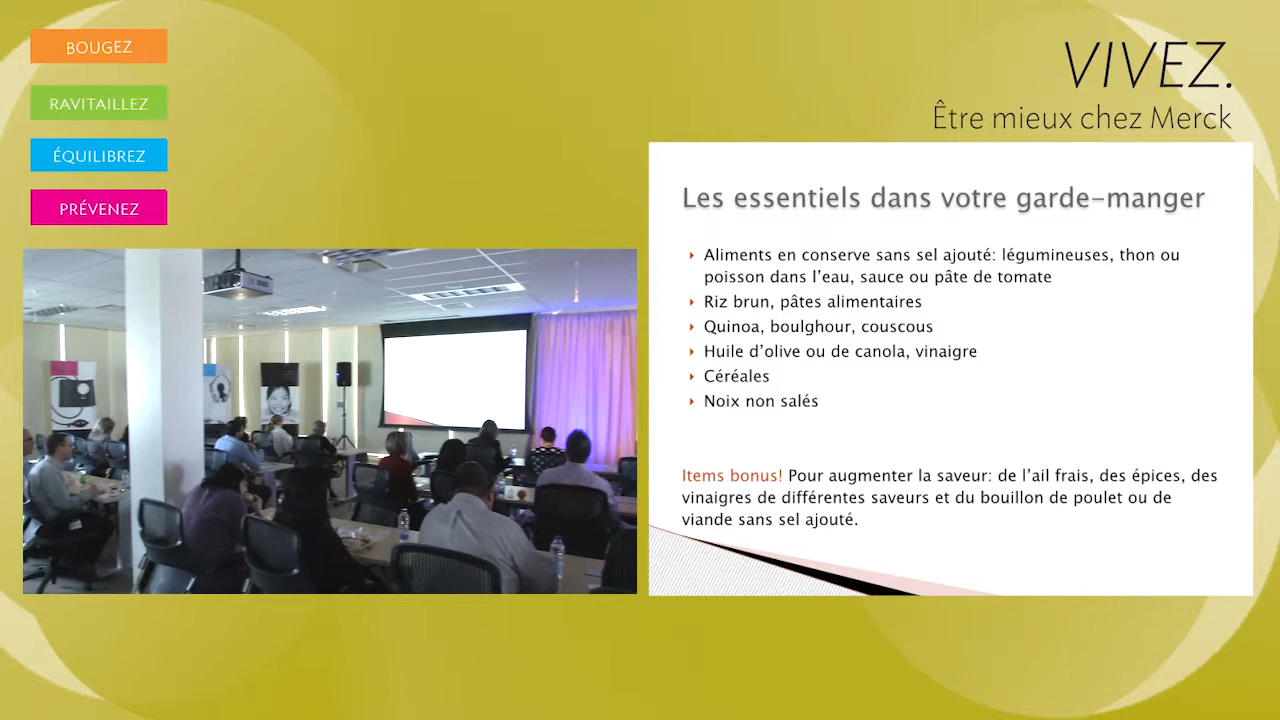 BOUGEZ
RAVITAILLEZ
ÉQUILIBREZ
PRÉVENEZ
VIVEZ.
Être mieux chez Merck
Les essentiels dans votre garde-manger
Aliments en conserve sans sel ajouté: légumineuses, thon ou
poisson dans l'eau, sauce ou pâte de tomate
Riz brun, pâtes alimentaires
Quinoa, boulghour, couscous
Huile d'olive ou de canola, vinaigre
Céréales
Noix non salés
Items bonus! Pour augmenter la saveur: de l'ail frais, des épices, des
vinaigres de différentes saveurs et du bouillon de poulet ou de
viande sans sel ajouté.